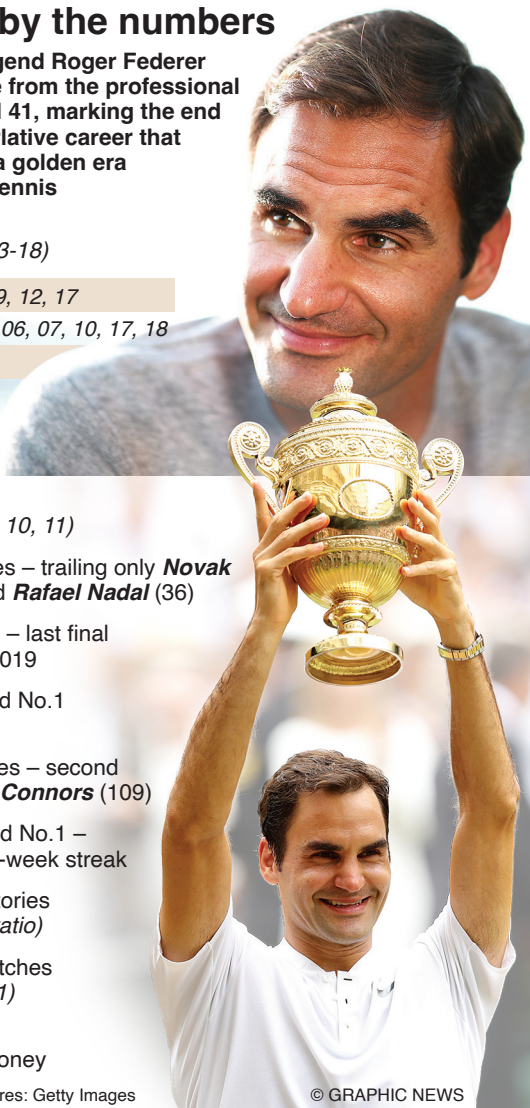 by the numbers
gend Roger Federer
e from the professional
41, marking the end
lative career that
a golden era
ennis
3-18)
9, 12, 17
06, 07, 10, 17, 18
10, 11)
es – trailing only Novak
d Rafael Nadal (36)
– last final
019
d No.1
es – second
Connors (109)
d No.1 –
-week streak
tories
atio)
tches
1)
oney
res: Getty Images
© GRAPHIC NEWS